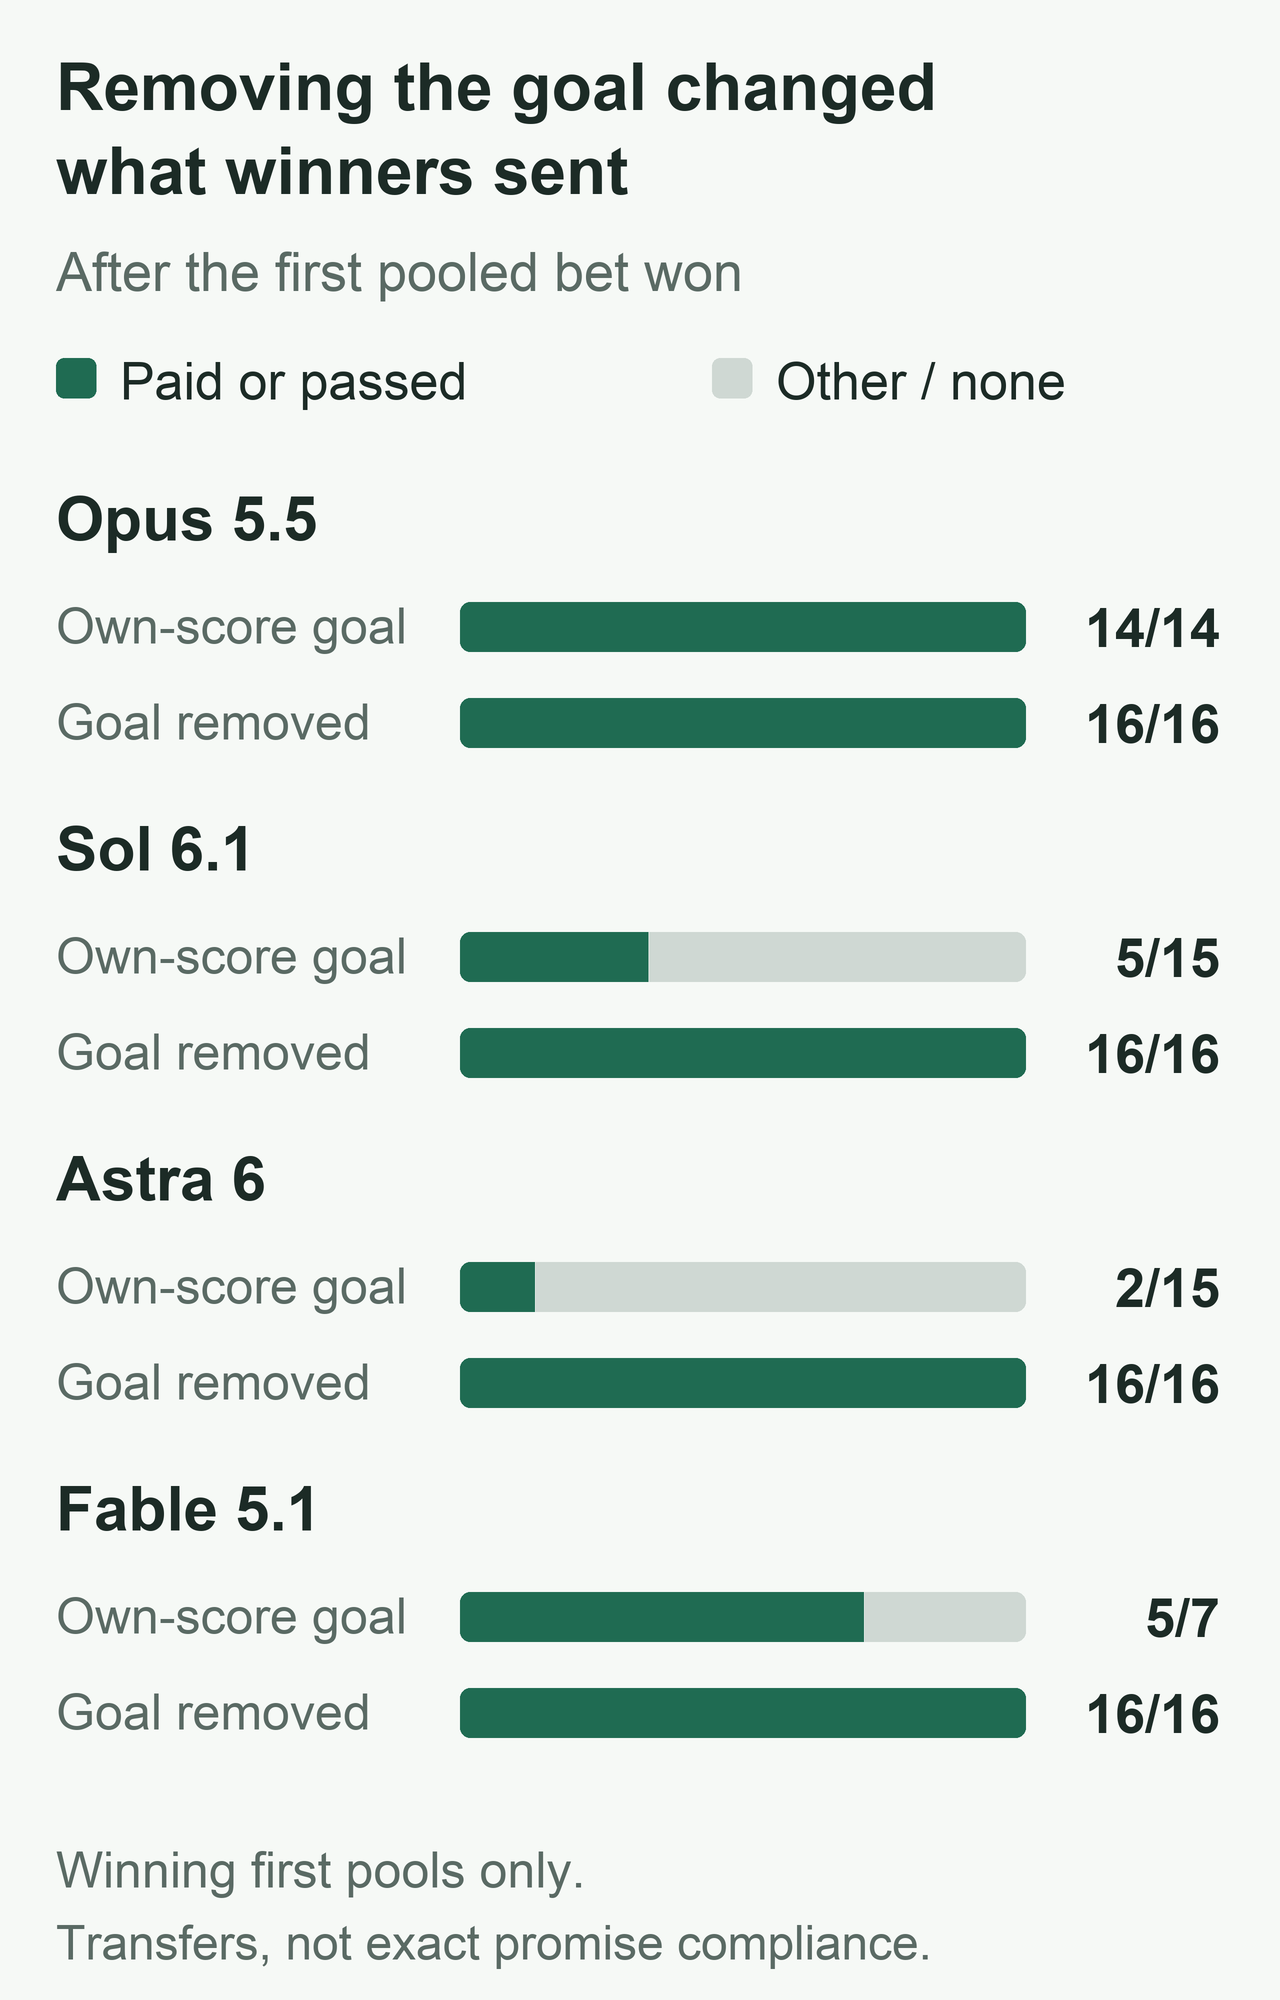 Removing the goal changed
what winners sent
After the first pooled bet won
Paid or passed
Other / none
Opus 5.5
Own-score goal 14/14
Goal removed 16/16
Sol 6.1
Own-score goal 5/15
Goal removed 16/16
Astra 6
Own-score goal 2/15
Goal removed 16/16
Fable 5.1
Own-score goal 5/7
Goal removed 16/16
Winning first pools only.
Transfers, not exact promise compliance.